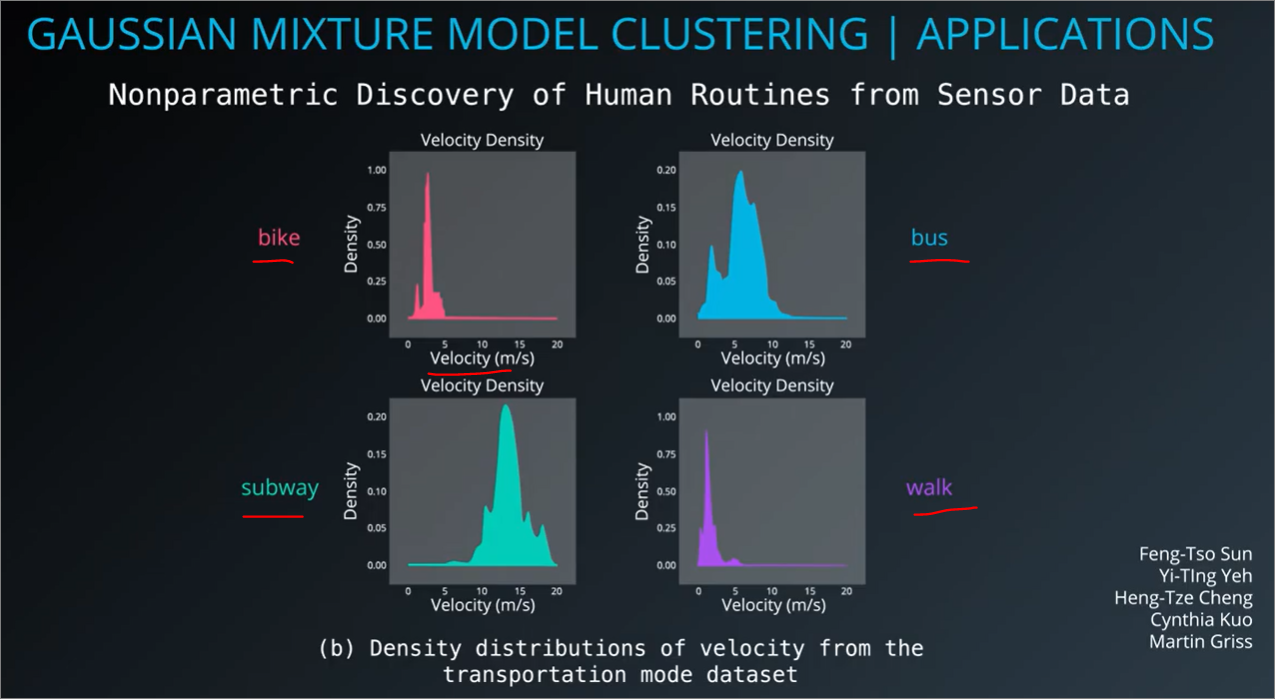 GAUSSIAN MIXTURE MODEL CLUSTERING | APPLICATIONS
Nonparametric Discovery of Human Routines from Sensor Data
bike
Velocity Density
Density
1.00
0.75
0.50
0.25
0.00
0 5 10 15 20
Velocity (m/s)
Velocity Density
Density
0.20
0.15
0.10
0.05
0.00
0 5 10 15 20
Velocity (m/s)
bus
subway
Velocity Density
Density
0.20
0.15
0.10
0.05
0.00
0 5 10 15 20
Velocity (m/s)
Velocity Density
Density
1.00
0.75
0.50
0.25
0.00
0 5 10 15 20
Velocity (m/s)
walk
Feng-Tso Sun
Yi-TIng Yeh
Heng-Tze Cheng
Cynthia Kuo
Martin Griss
(b) Density distributions of velocity from the
transportation mode dataset